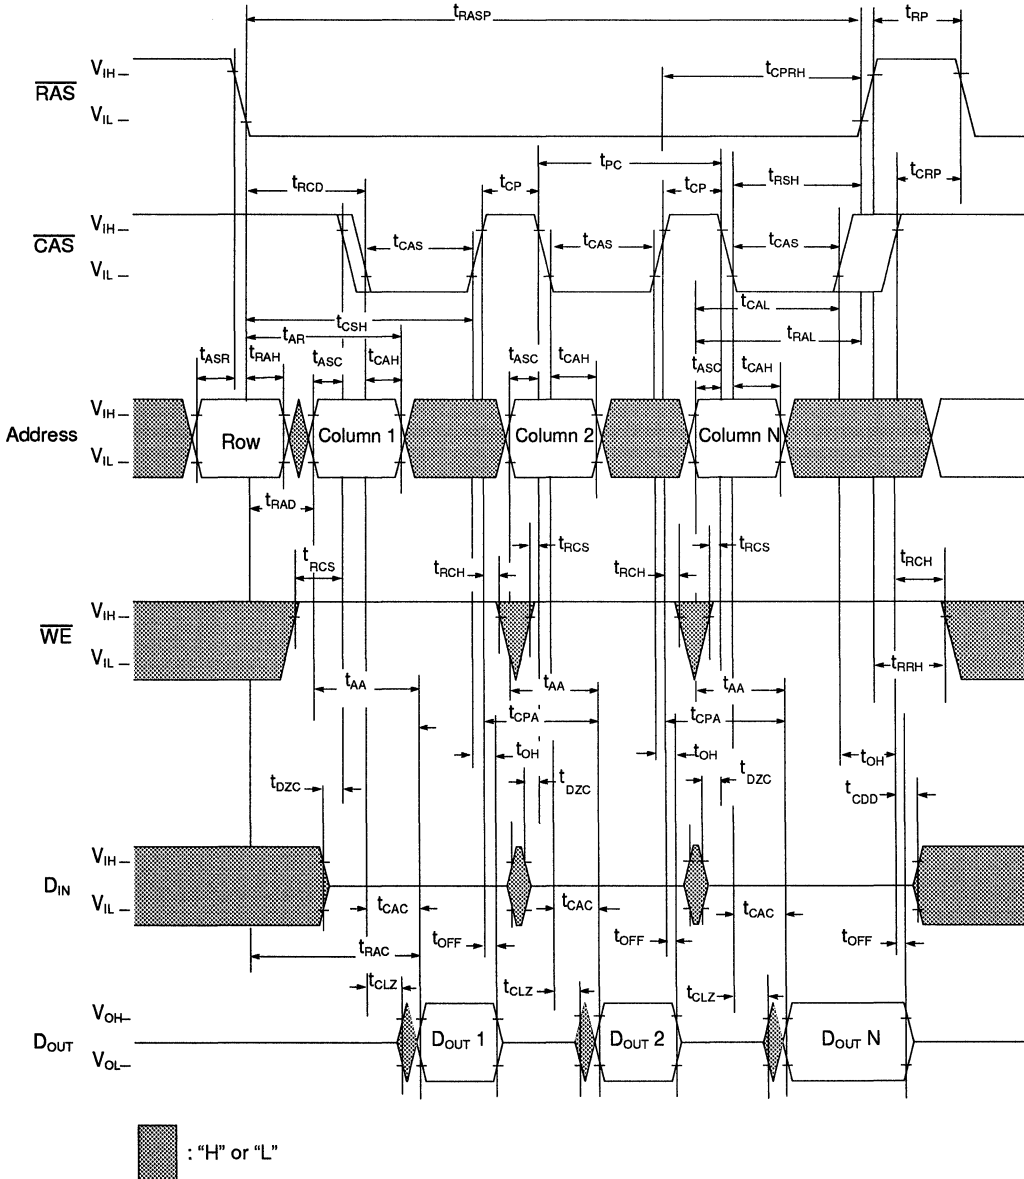 tRASP
tRP
VIH
RAS
VIL
tCPRH
tPC
tRCD
tCP
tCP
tRSH
tCRP
VIH
CAS
VIL
tCAS
tCAS
tCAS
tCAL
tCSH
tAR
tRAL
tASR
tRAH
tASC
tCAH
tASC
tCAH
tASC
tCAH
VIH
Address
VIL
Row
Column 1
Column 2
Column N
tRAD
tRCS
tRCS
tRCS
tRCH
tRCH
tRCH
VIH
WE
VIL
tRRH
tAA
tAA
tAA
tCPA
tCPA
tOH
tOH
tOH
tDZC
tDZC
tDZC
tCDD
VIH
DIN
VIL
tCAC
tCAC
tCAC
tOFF
tOFF
tOFF
tRAC
tCLZ
tCLZ
tCLZ
VOH
DOUT
VOL
DOUT 1
DOUT 2
DOUT N
: “H” or “L”